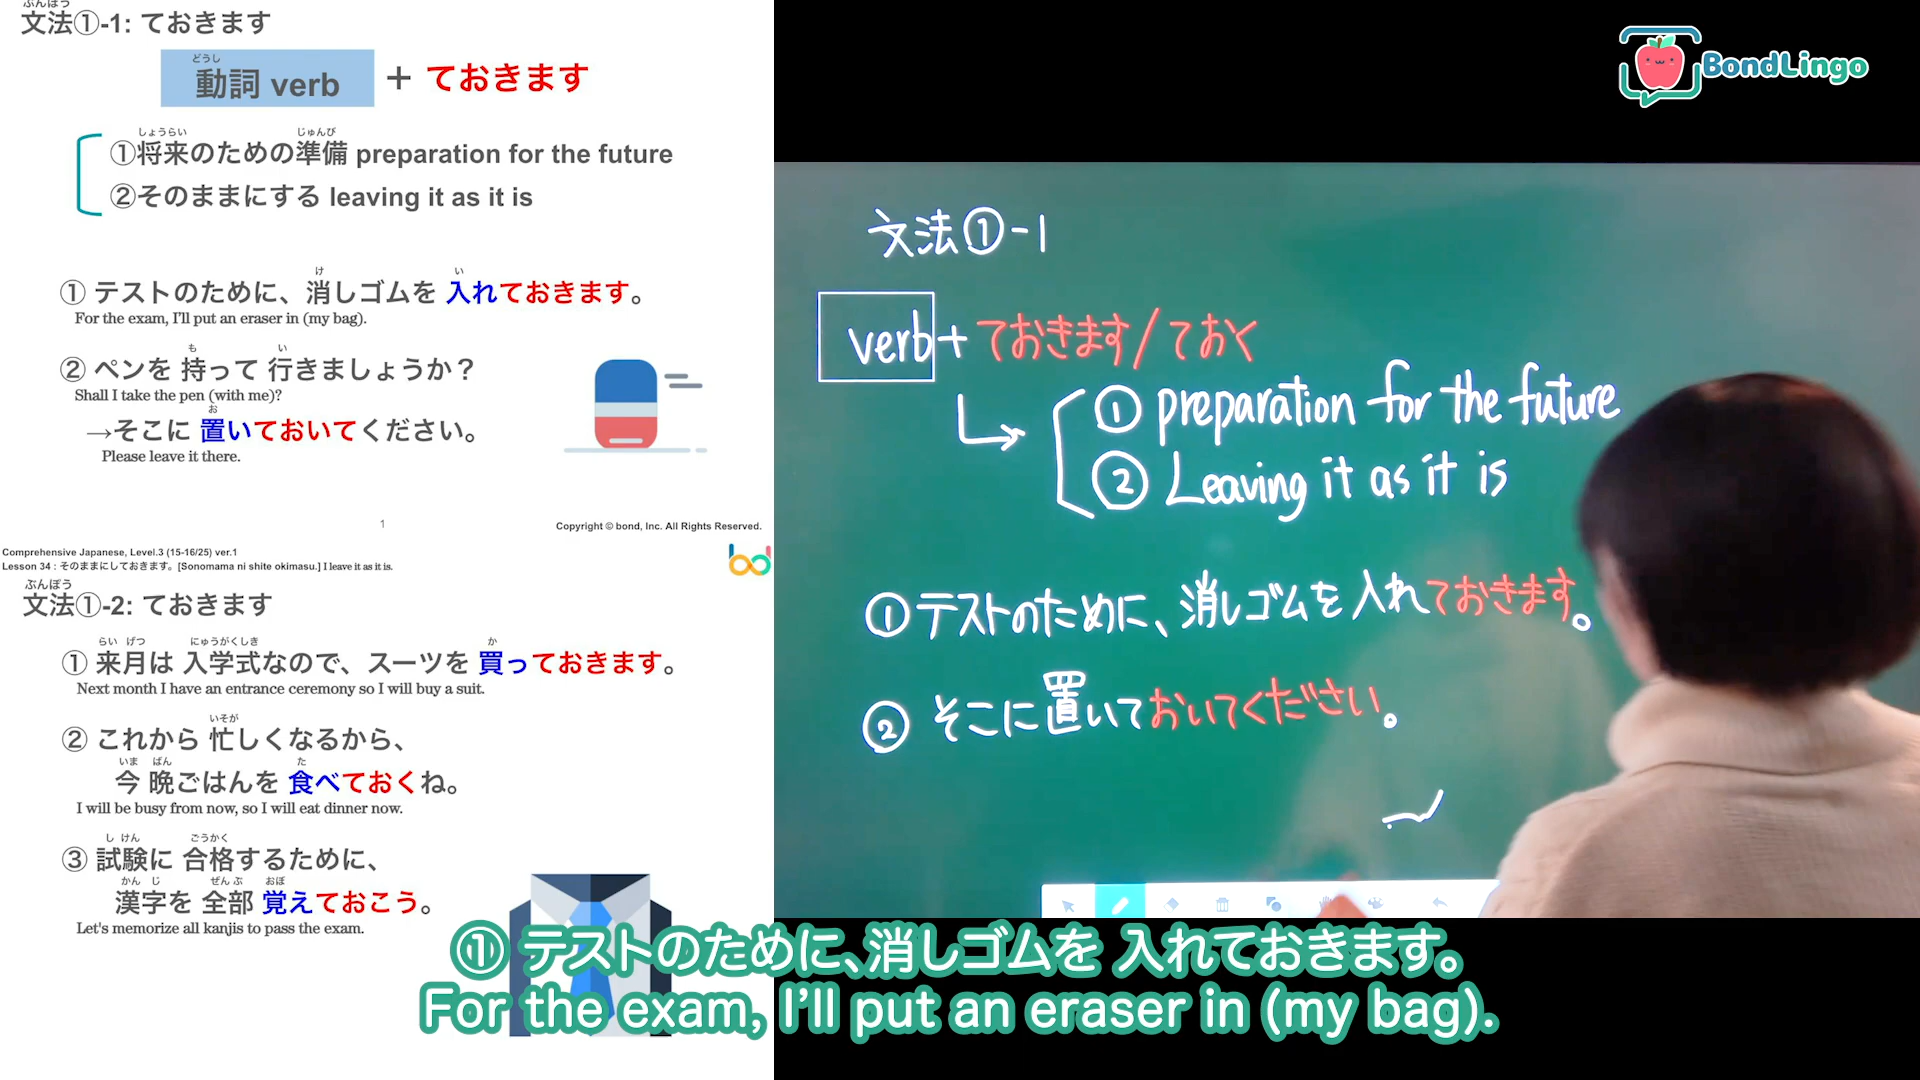 ぶんぽう
文法①-1: ておきます
どうし
動詞 verb + ておきます
しょうらい じゅんび
①将来のための準備 preparation for the future
②そのままにする leaving it as it is
け い
① テストのために、消しゴムを 入れておきます。
For the exam, I'll put an eraser in (my bag).
も い
② ペンを 持って 行きましょうか？
Shall I take the pen (with me)?
お
→そこに 置いておいてください。
Please leave it there.
1
Copyright © bond, Inc. All Rights Reserved.
Comprehensive Japanese, Level.3 (15-16/25) ver.1
Lesson 34 : そのままにしておきます。[Sonomama ni shite okimasu.] I leave it as it is.
bd
ぶんぽう
文法①-2: ておきます
らい げつ にゅうがくしき か
① 来月は 入学式なので、スーツを 買っておきます。
Next month I have an entrance ceremony so I will buy a suit.
いそが
② これから 忙しくなるから、
いま ばん た
今 晩ごはんを 食べておくね。
I will be busy from now, so I will eat dinner now.
し けん ごうかく
③ 試験に 合格するために、
かん じ ぜんぶ おぼ
漢字を 全部 覚えておこう。
Let's memorize all kanjis to pass the exam.
BondLingo
文法①-1
verb+ ておきます/ておく
① preparation for the future
② Leaving it as it is
①テストのために、消しゴムを入れておきます。
② そこに置いておいてください。
① テストのために、消しゴムを 入れておきます。
For the exam, I'll put an eraser in (my bag).